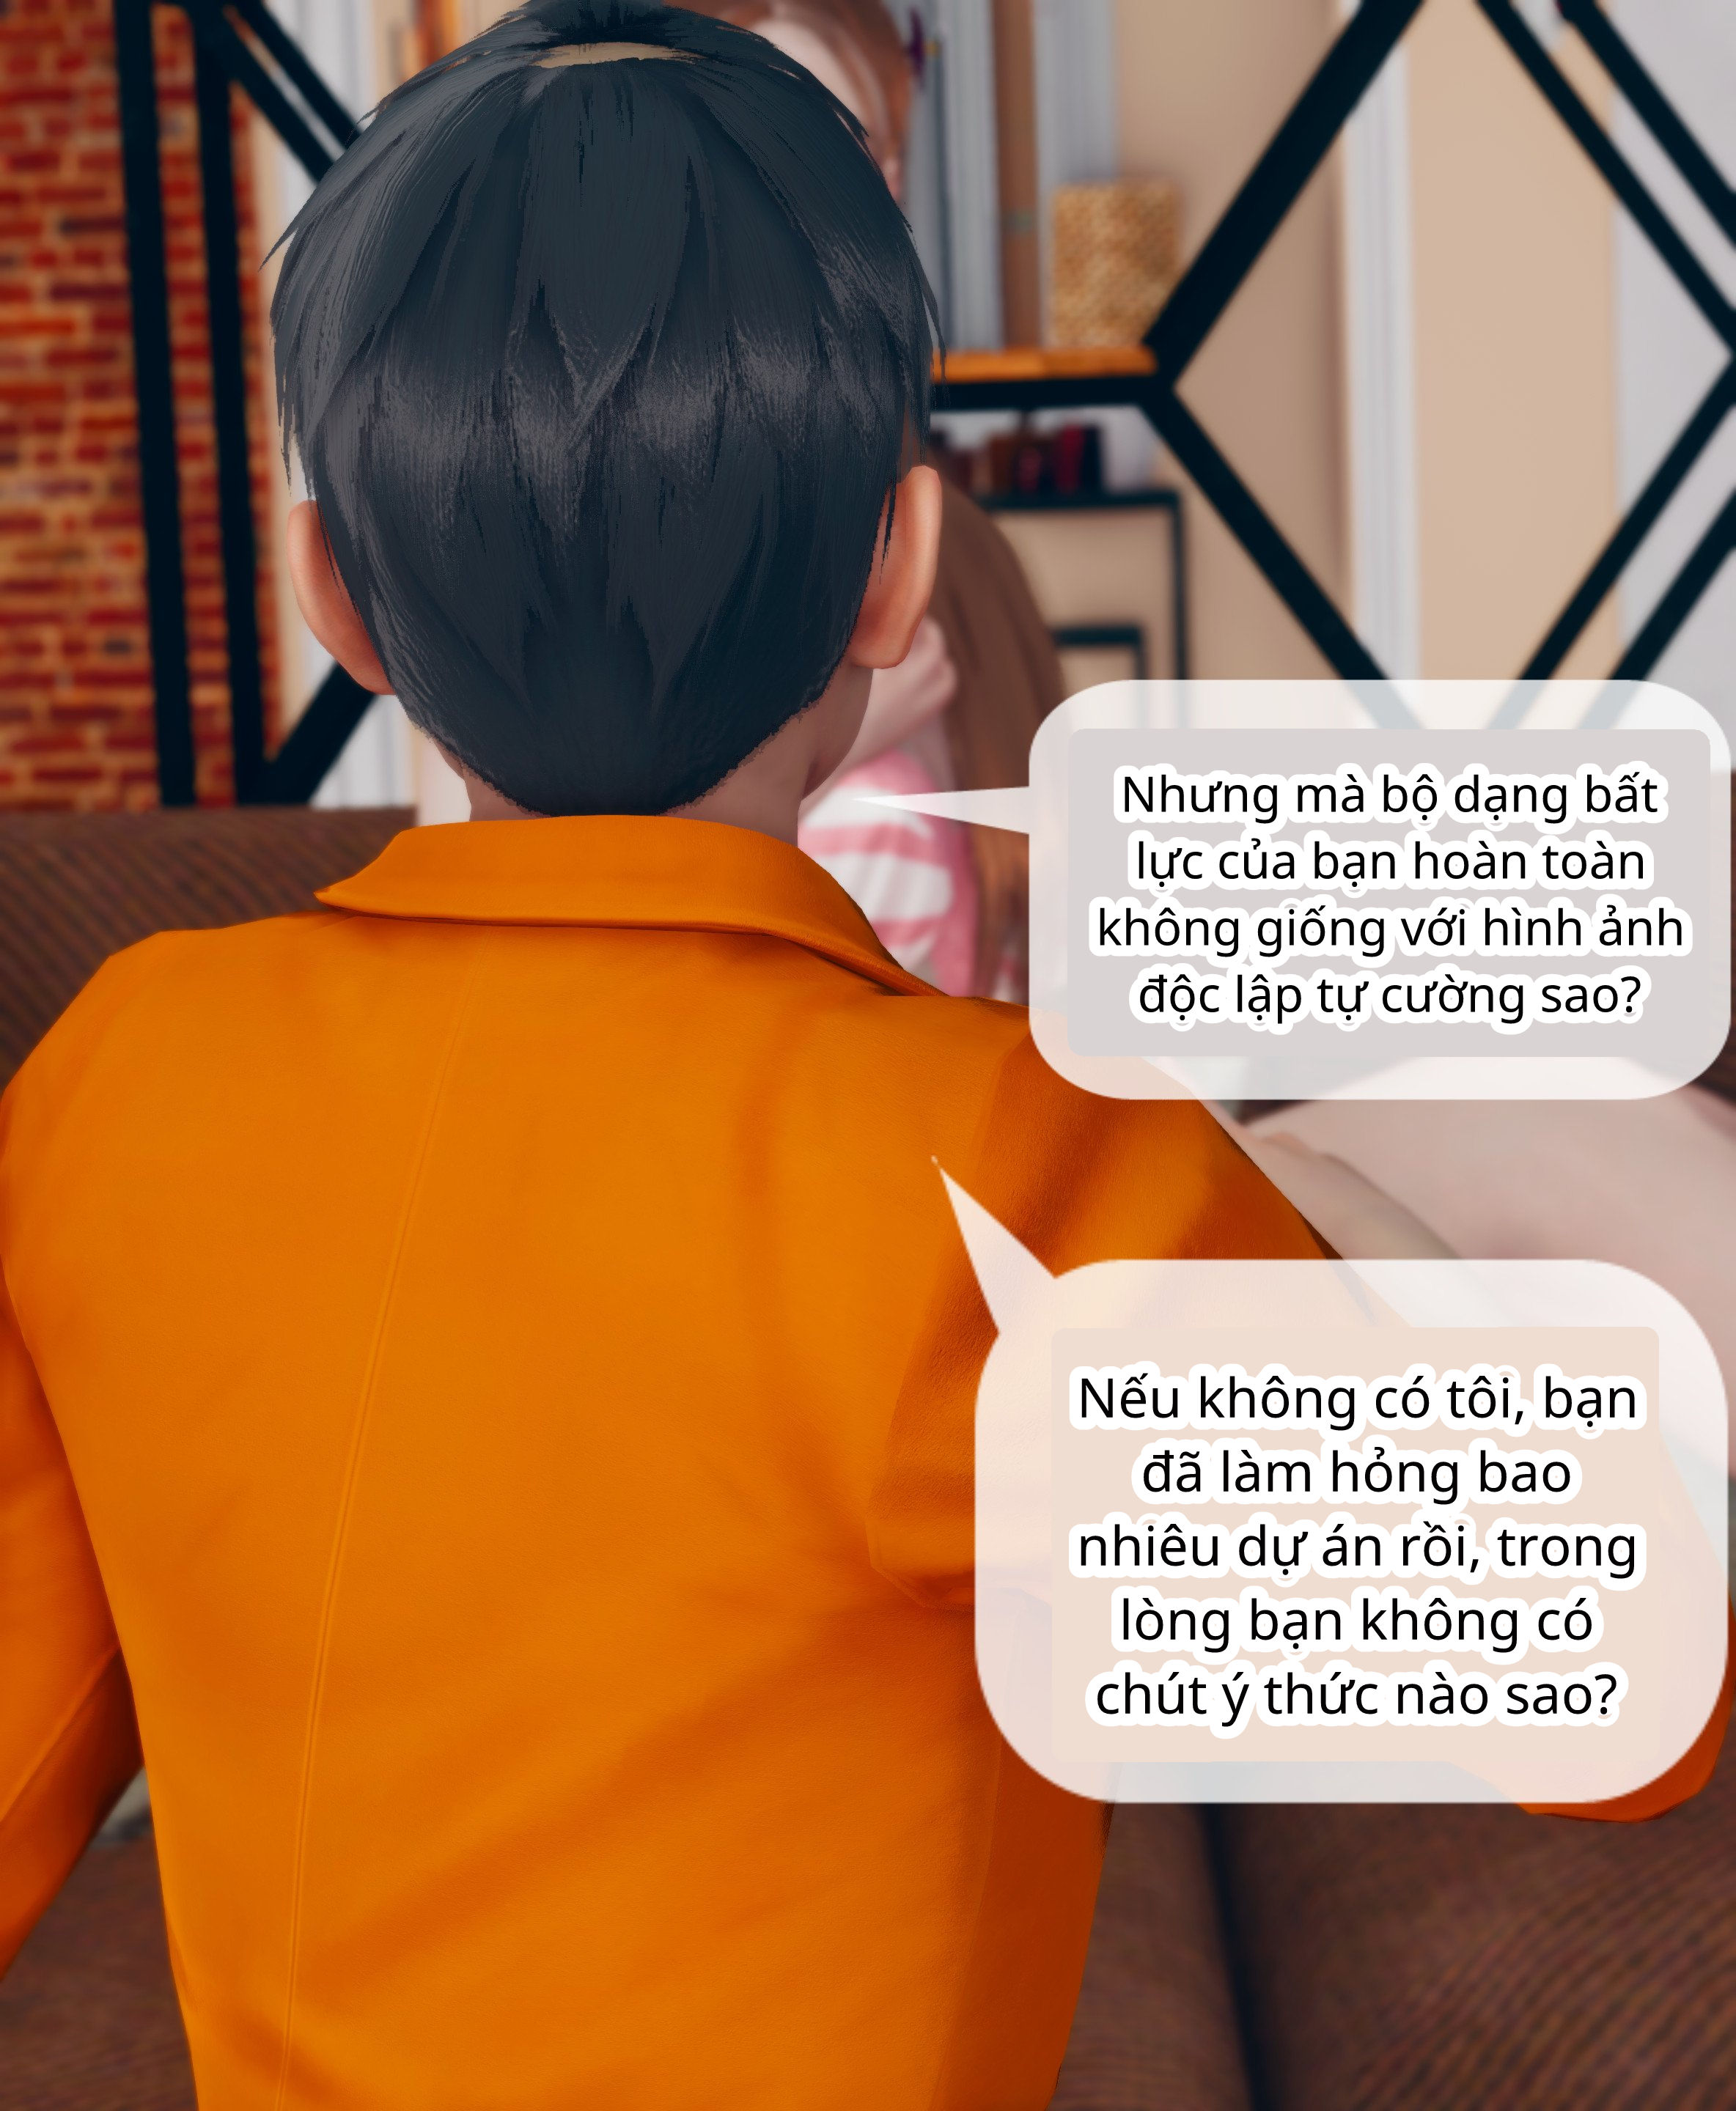 Nhưng mà bộ dạng bất
lực của bạn hoàn toàn
không giống với hình ảnh
độc lập tự cường sao?
Nếu không có tôi, bạn
đã làm hỏng bao
nhiêu dự án rồi, trong
lòng bạn không có
chút ý thức nào sao?